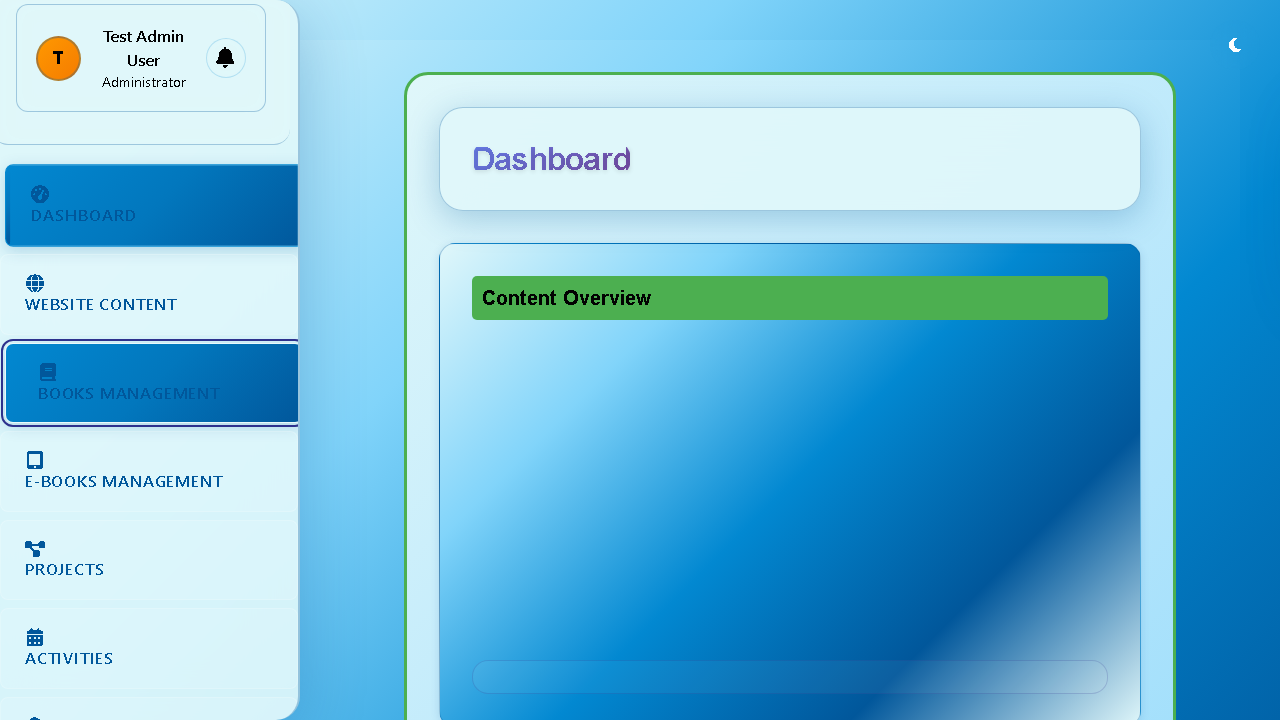 T
Test Admin
User
Administrator
DASHBOARD
WEBSITE CONTENT
BOOKS MANAGEMENT
E-BOOKS MANAGEMENT
PROJECTS
ACTIVITIES
Dashboard
Content Overview